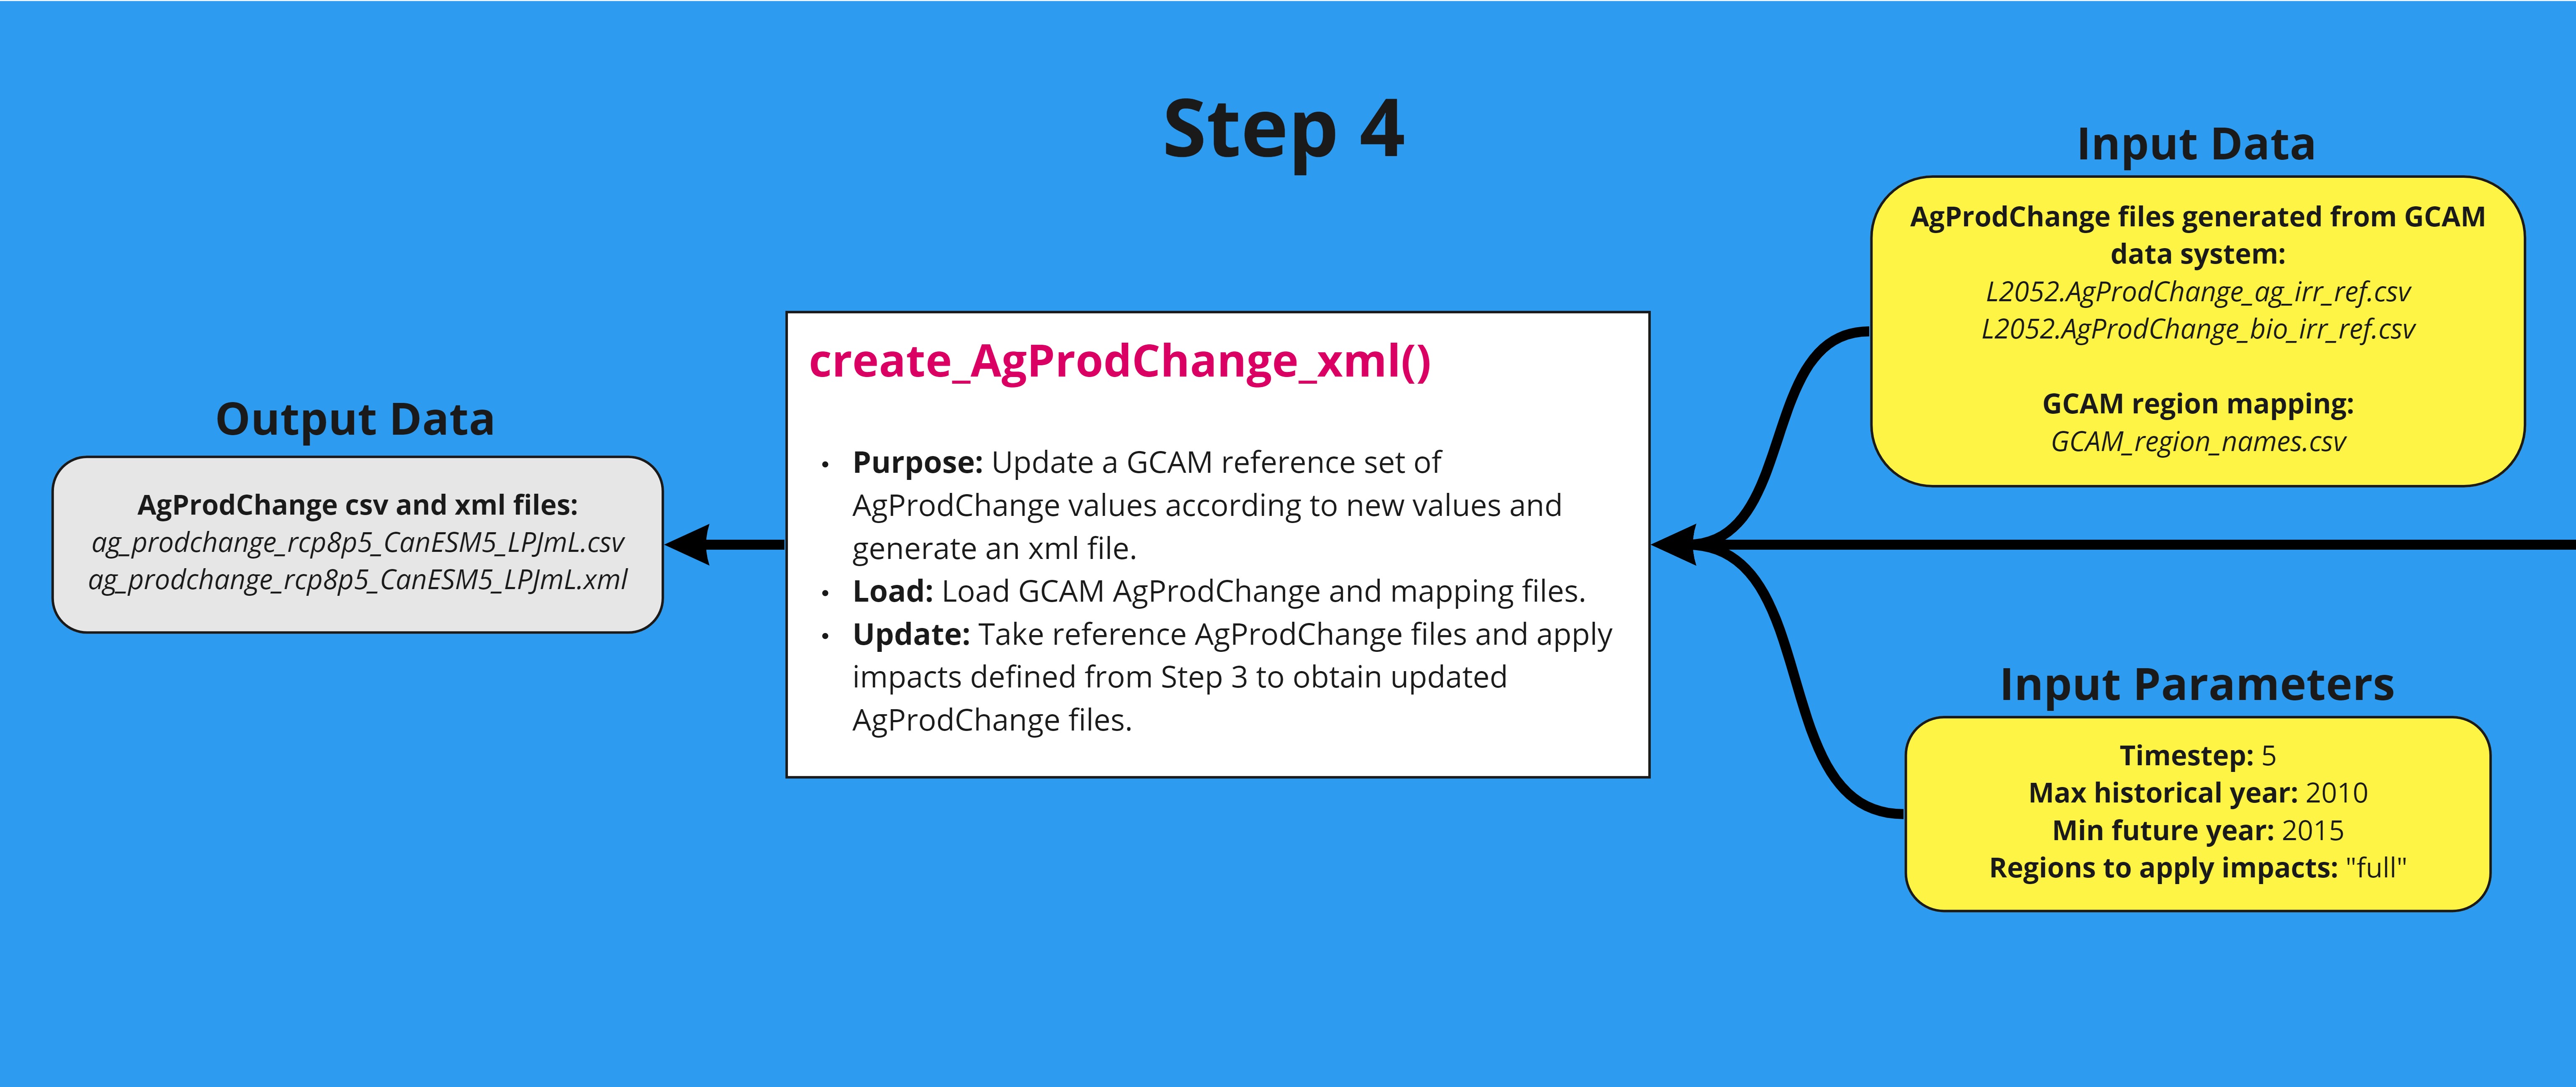 Step 4
Input Data
AgProdChange files generated from GCAM
data system:
L2052.AgProdChange_ag_irr_ref.csv
L2052.AgProdChange_bio_irr_ref.csv
GCAM region mapping:
GCAM_region_names.csv
create_AgProdChange_xml()
• Purpose: Update a GCAM reference set of
AgProdChange values according to new values and
generate an xml file.
• Load: Load GCAM AgProdChange and mapping files.
• Update: Take reference AgProdChange files and apply
impacts defined from Step 3 to obtain updated
AgProdChange files.
Output Data
AgProdChange csv and xml files:
ag_prodchange_rcp8p5_CanESM5_LPJmL.csv
ag_prodchange_rcp8p5_CanESM5_LPJmL.xml
Input Parameters
Timestep: 5
Max historical year: 2010
Min future year: 2015
Regions to apply impacts: "full"